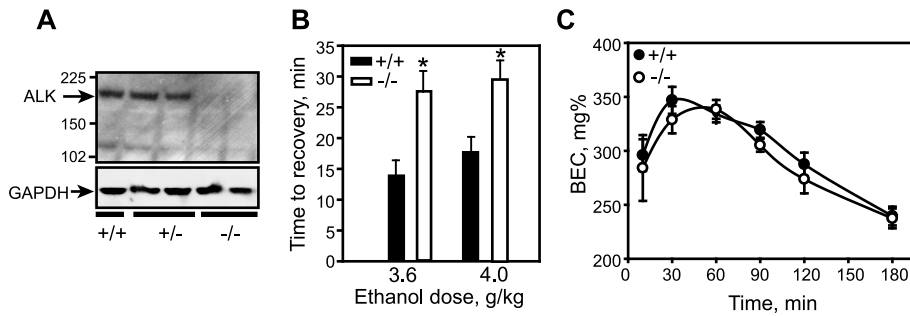 A
225
ALK
150
102
GAPDH
+/+ +/- -/-
B
Time to recovery, min
35
30
25
20
15
10
5
0
+/+
-/-
* *
3.6 4.0
Ethanol dose, g/kg
C
BEC, mg%
400
350
300
250
200
+/+
-/-
0 30 60 90 120 150 180
Time, min